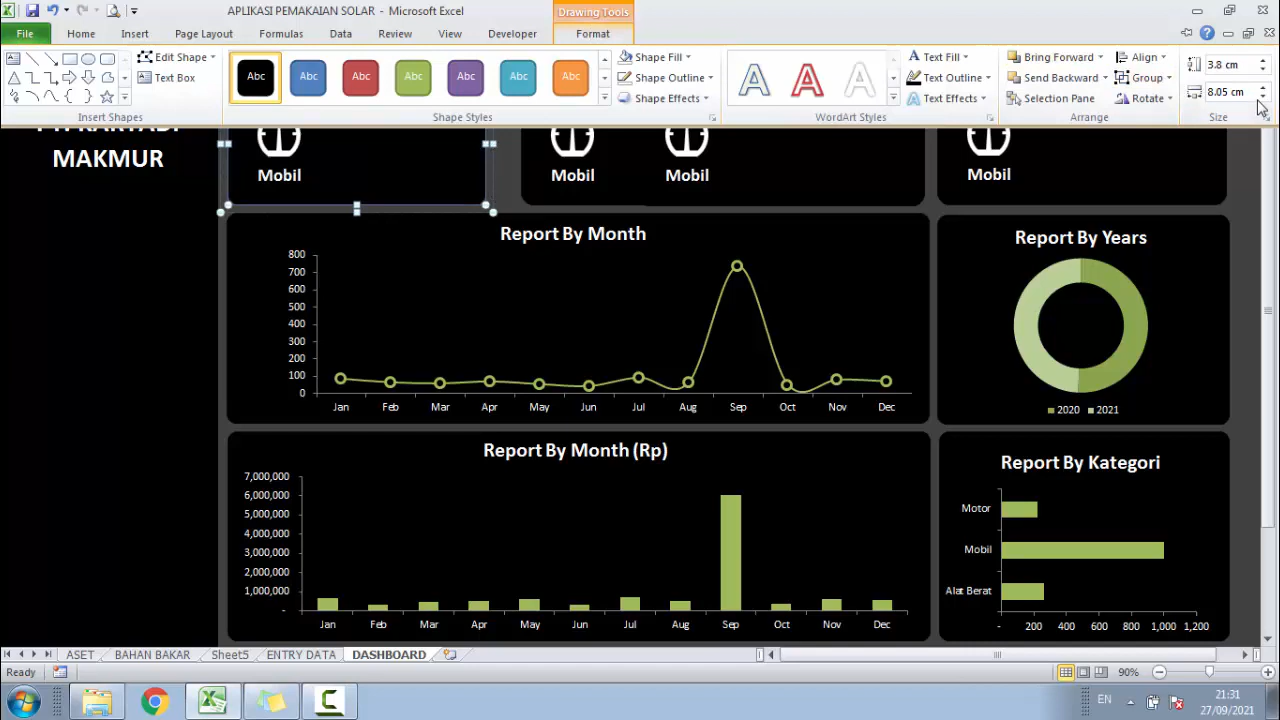 APLIKASI PEMAKAIAN SOLAR - Microsoft Excel
Drawing Tools
File Home Insert Page Layout Formulas Data Review View Developer Format
Edit Shape
Text Box
Insert Shapes
Abc Abc Abc Abc Abc Abc Abc
Shape Fill
Shape Outline
Shape Effects
Shape Styles
A A A
Text Fill
Text Outline
Text Effects
WordArt Styles
Bring Forward
Send Backward
Selection Pane
Align
Group
Rotate
Arrange
3.8 cm
8.05 cm
Size
MAKMUR
Mobil Mobil Mobil Mobil
Report By Month
800
700
600
500
400
300
200
100
0
Jan Feb Mar Apr May Jun Jul Aug Sep Oct Nov Dec
Report By Years
2020 2021
Report By Month (Rp)
7,000,000
6,000,000
5,000,000
4,000,000
3,000,000
2,000,000
1,000,000
-
Jan Feb Mar Apr May Jun Jul Aug Sep Oct Nov Dec
Report By Kategori
Motor
Mobil
Alat Berat
- 200 400 600 800 1,000 1,200
ASET BAHAN BAKAR Sheet5 ENTRY DATA DASHBOARD
Ready
90%
EN
21:31
27/09/2021